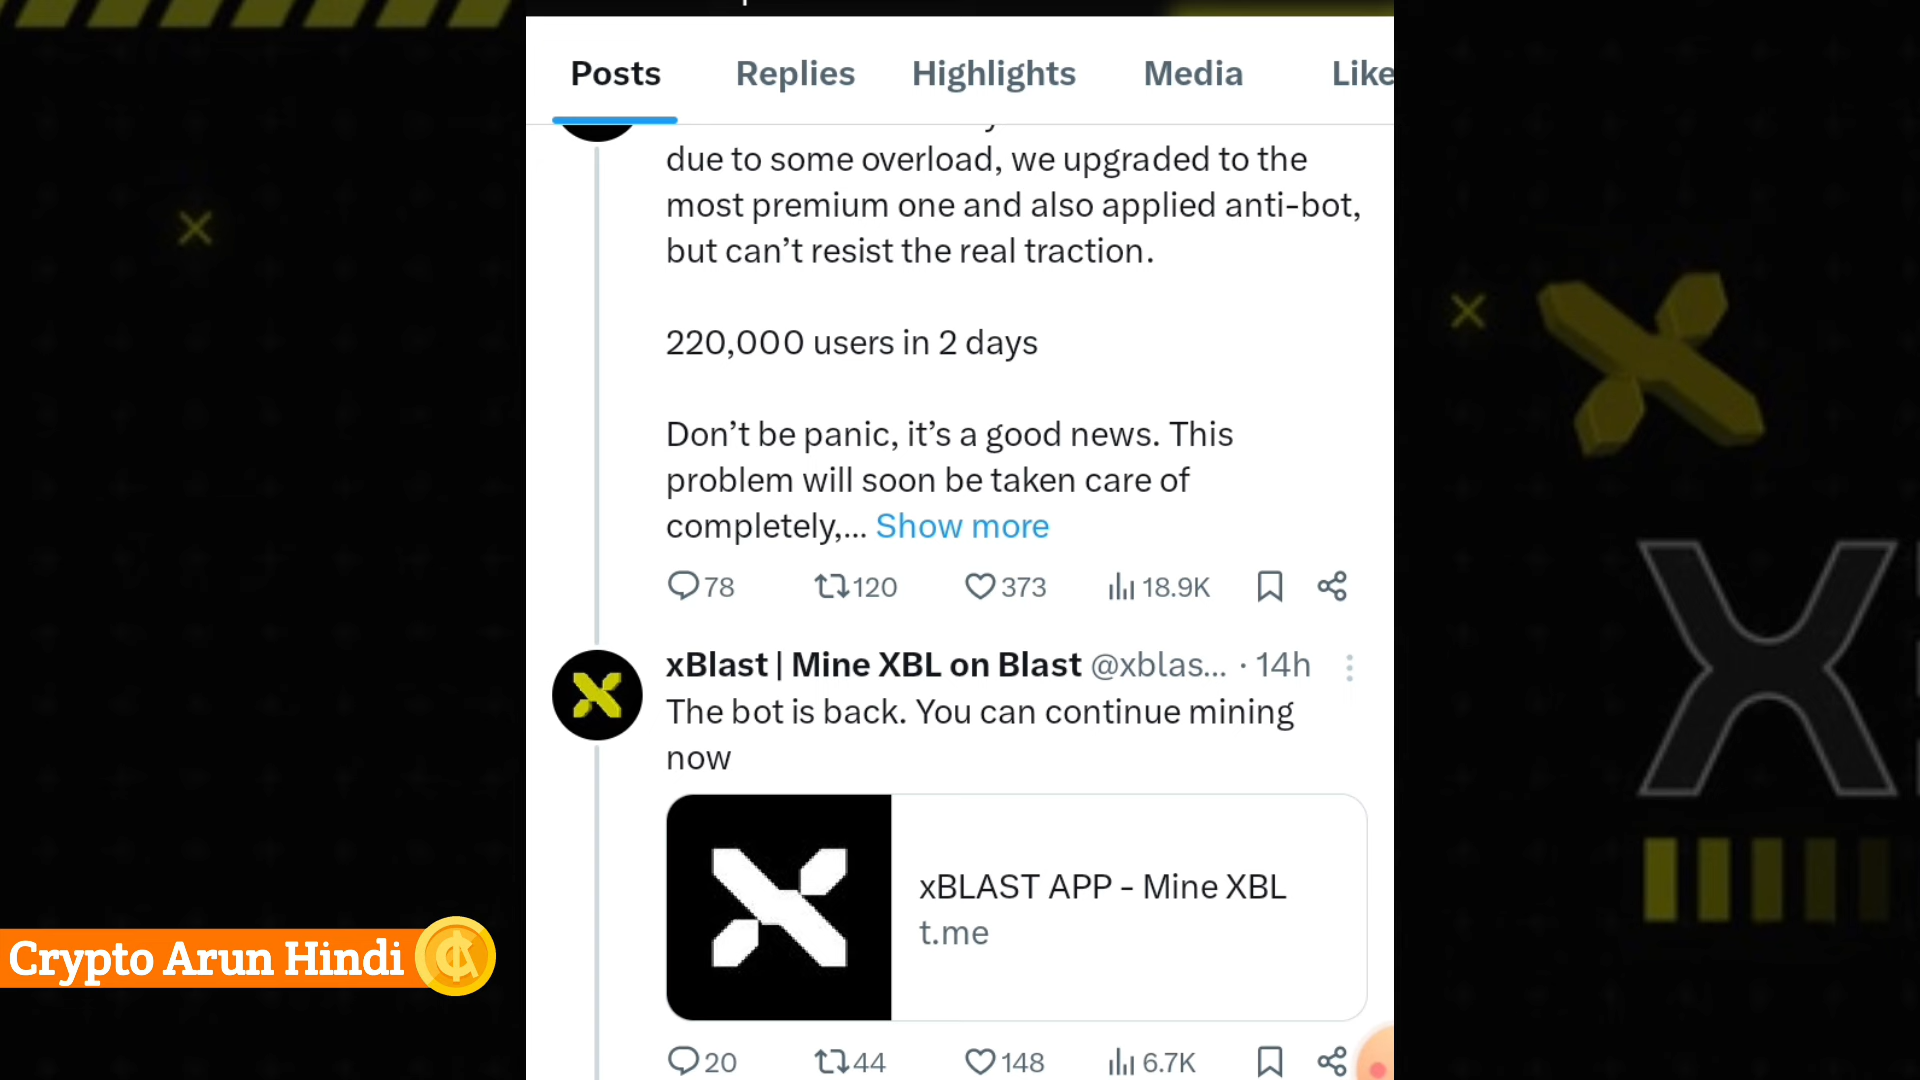 Posts Replies Highlights Media Like
due to some overload, we upgraded to the
most premium one and also applied anti-bot,
but can’t resist the real traction.
220,000 users in 2 days
Don’t be panic, it’s a good news. This
problem will soon be taken care of
completely,... Show more
78 120 373 18.9K
xBlast | Mine XBL on Blast @xblas... · 14h
The bot is back. You can continue mining
now
xBLAST APP - Mine XBL
t.me
20 44 148 6.7K
Crypto Arun Hindi
X